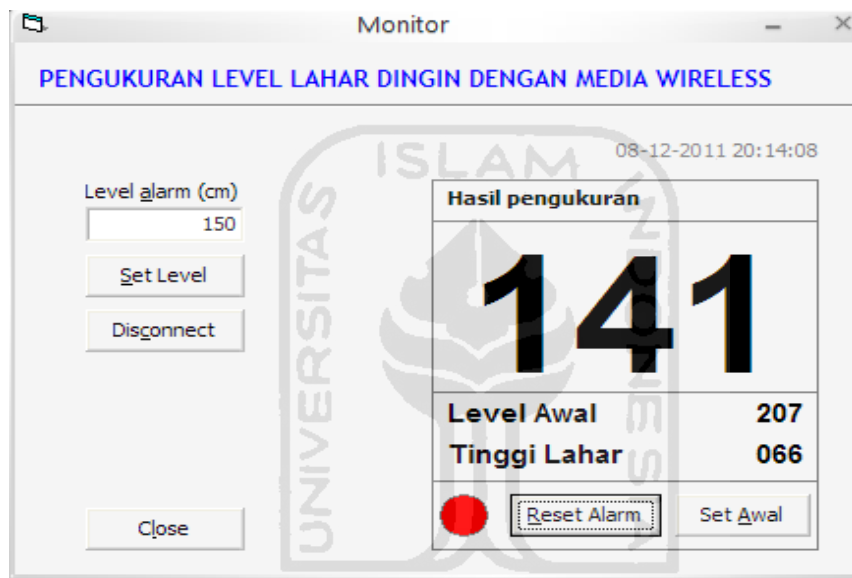 Monitor
PENGUKURAN LEVEL LAHAR DINGIN DENGAN MEDIA WIRELESS
08-12-2011 20:14:08
Level alarm (cm)
150
Set Level
Disconnect
Close
Hasil pengukuran
141
Level Awal 207
Tinggi Lahar 066
Reset Alarm Set Awal
UNIVERSITAS
ISLAM
INDONESIA